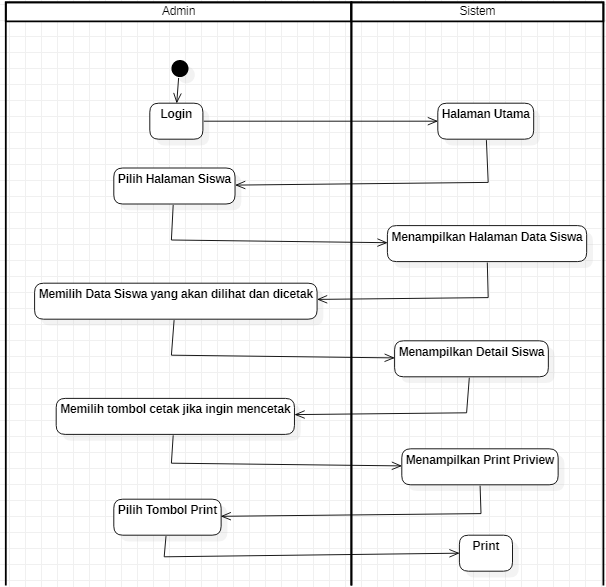 Admin
Sistem
Login
Halaman Utama
Pilih Halaman Siswa
Menampilkan Halaman Data Siswa
Memilih Data Siswa yang akan dilihat dan dicetak
Menampilkan Detail Siswa
Memilih tombol cetak jika ingin mencetak
Menampilkan Print Priview
Pilih Tombol Print
Print